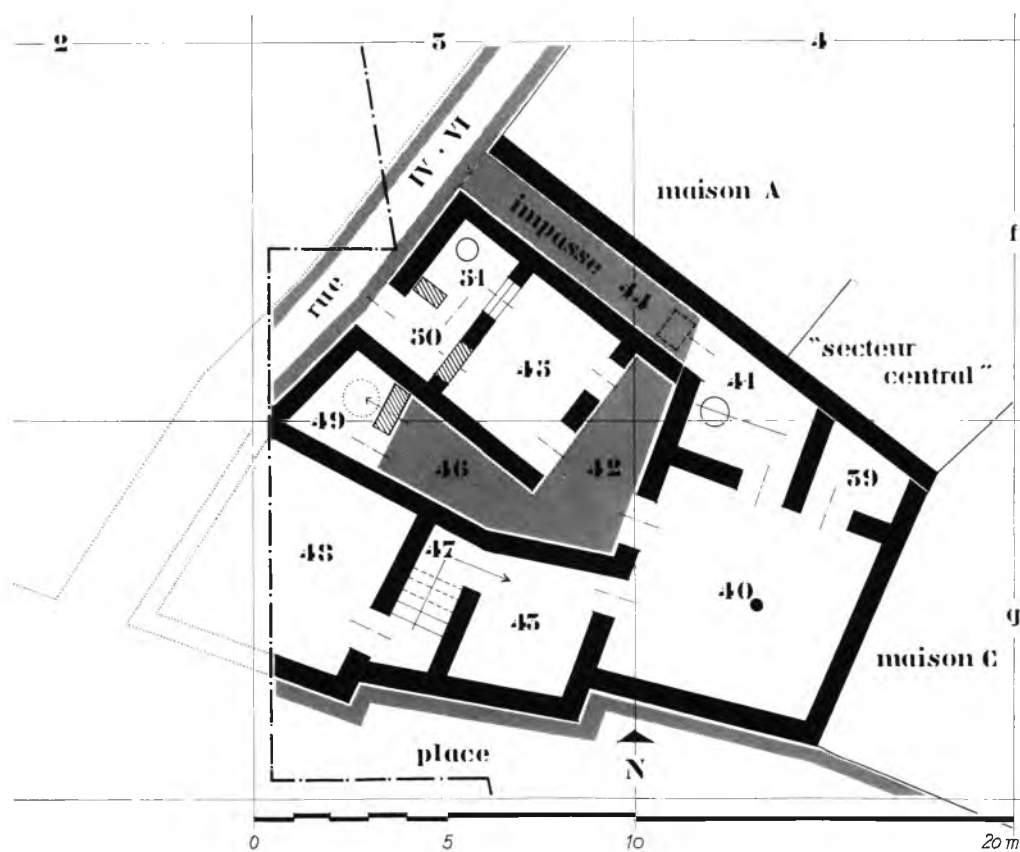 2 3 4
IV · VI
rue
maison A
impasse 44
f
51
50
45
"secteur
central"
41
49
46
42
39
48
47
40
43
g
maison C
place
N
0 5 10 20 m